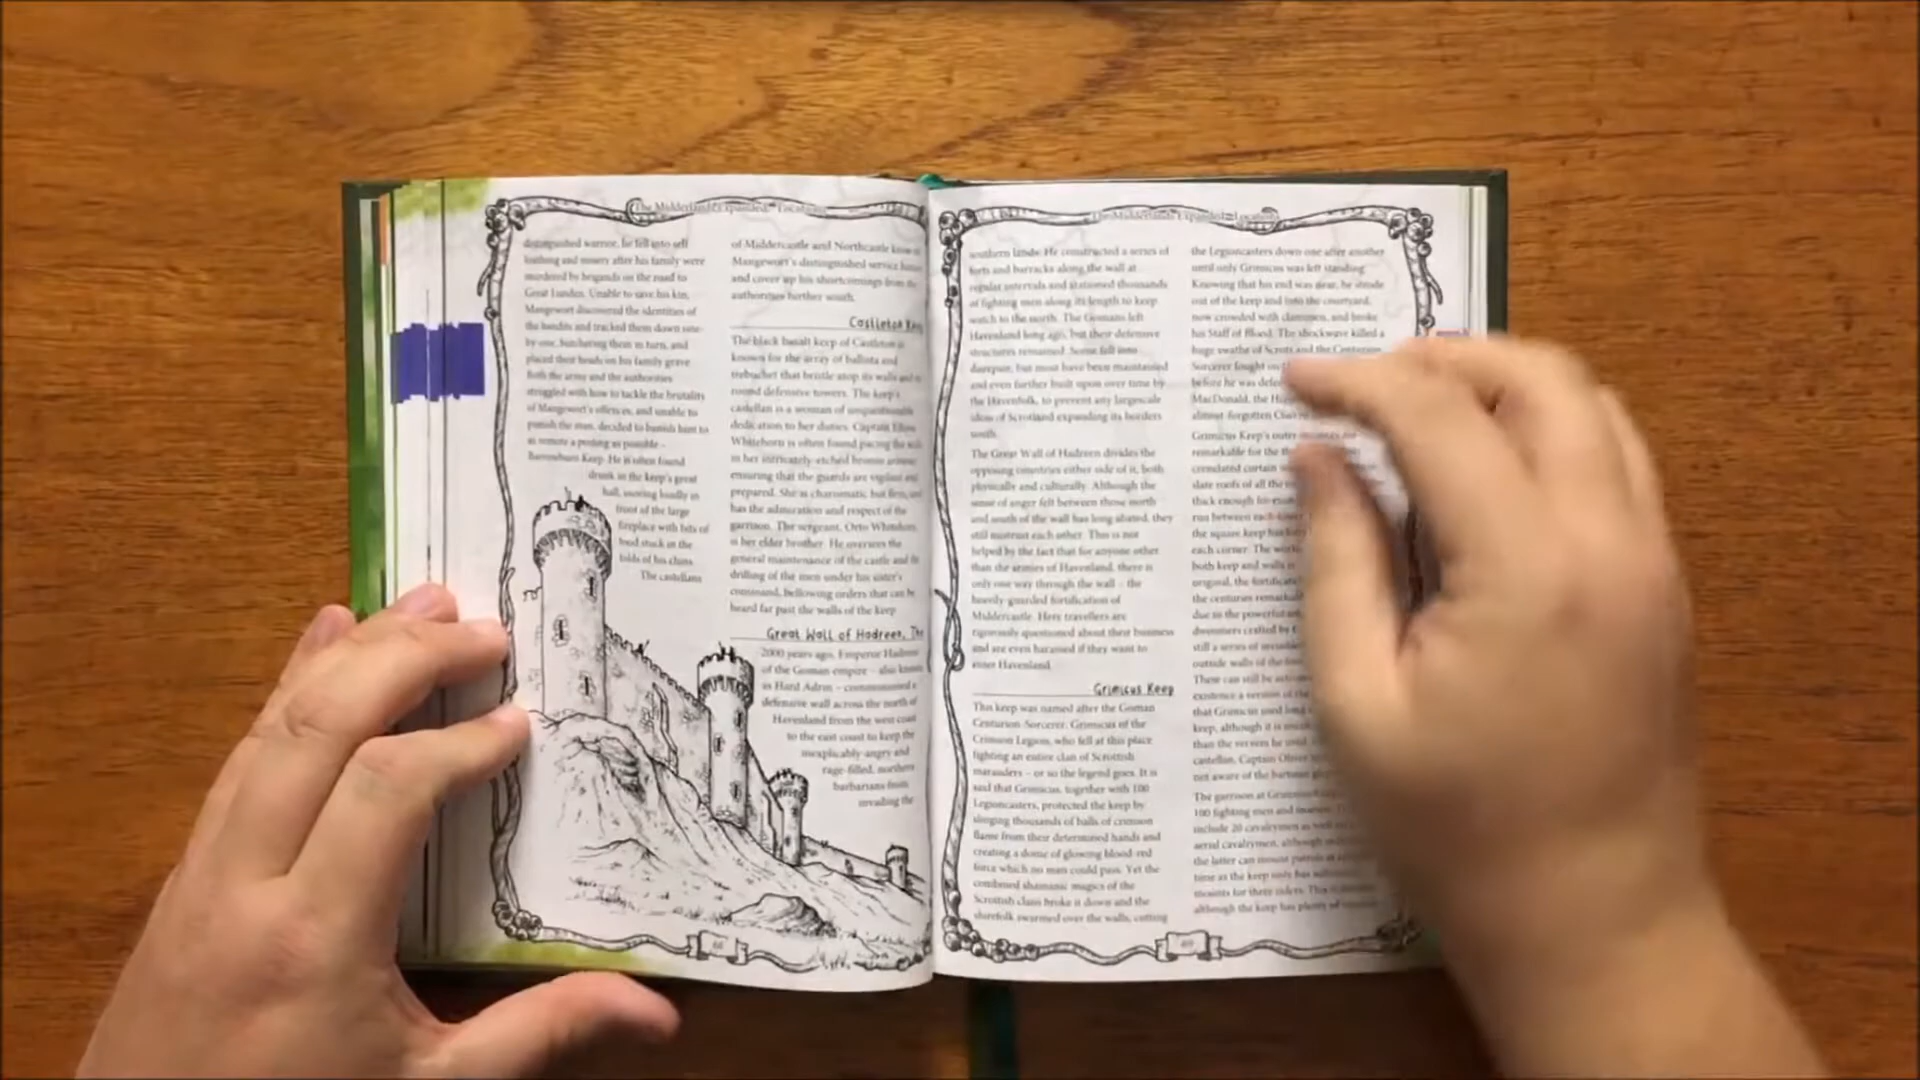 The Midderlands Expanded - Locations
distinguished warrior, he fell into self
loathing and misery after his family were
murdered by brigands on the road to
Great Lunden. Unable to save his kin,
Mangewort discovered the identities of
the bandits and tracked them down one-
by-one, butchering them in turn, and
placed their heads on his family grave.
Both the army and the authorities
struggled with how to tackle the brutality
of Mangewort's offences, and unable to
punish the man, decided to banish him to
as remote a posting as possible –
Keep. He is often found
drunk in the keep's great
hall, snoring loudly in
front of the large
fireplace with bits of
food stuck in the
folds of his chins.
The castellans
of Middercastle and Northcastle know of
Mangewort's distinguished service
and cover up his shortcomings from the
authorities further south.
Castleton Keep
The black basalt keep of Castleton is
known for the array of ballista and
trebuchet that bristle atop its walls and
round defensive towers. The keep's
castellan is a woman of unquestionable
dedication to her duties. Captain
Whitehorn is often found pacing the
in her intricately-etched bronze armour
ensuring that the guards are vigilant and
prepared. She is charismatic but firm, and
has the admiration and respect of the
garrison. The sergeant, Orto Whitehorn,
is her elder brother. He oversees the
general maintenance of the castle and the
drilling of the men under his sister's
command, bellowing orders that can be
heard far past the walls of the keep.
Great Wall of Hadreen, The
2000 years ago, Emperor Hadreen
of the Goman empire – also known
as Hard Adren – commissioned a
defensive wall across the north of
Havenland from the west coast
to the east coast to keep the
inexplicably-angry and
rage-filled, northern
barbarians from
invading the
68
The Midderlands Expanded - Locations
southern lands. He constructed a series of
forts and barracks along the wall at
regular intervals and stationed thousands
of fighting men along its length to keep
watch to the north. The Gomans left
Havenland long ago, but their defensive
structures remained. Some fell into
disrepair, but most have been maintained
and even further built upon over time by
the Havenfolk, to prevent any largescale
ideas of Scrotland expanding its borders
south.
The Great Wall of Hadreen divides the
opposing countries either side of it, both
physically and culturally. Although the
sense of anger felt between those north
and south of the wall has long abated, they
still mistrust each other. This is not
helped by the fact that for anyone other
than the armies of Havenland, there is
only one way through the wall – the
heavily-guarded fortification of
Middercastle. Here travellers are
rigorously questioned about their business
and are even harassed if they want to
enter Havenland.
Grimicus Keep
This keep was named after the Goman
Centurion-Sorcerer, Grimicus of the
Crimson Legion, who fell at this place
fighting an entire clan of Scrottish
marauders – or so the legend goes. It is
said that Grimicus, together with 100
Legioncasters, protected the keep by
slinging thousands of balls of crimson
flame from their determined hands and
creating a dome of glowing blood-red
force which no man could pass. Yet the
combined shamanic magics of the
Scrottish clans broke it down and the
swarmed over the walls, cutting
the Legioncasters down one after another
until only Grimicus was left standing.
Knowing that his end was near, he strode
out of the keep and into the courtyard,
now crowded with clansmen, and broke
his Staff of Blood. The shockwave killed a
huge swathe of Scrots and the Centurion
Sorcerer fought on
before he was
MacDonald, the
almost-forgotten
Grimicus Keep's outer
remarkable for the
crenelated curtain
slate roofs of all the
thick enough for
run between each
the square keep has
each corner. The
both keep and walls
original, the
the centuries
due to the powerful
dweomers crafted by
still a series of
outside walls of the
These can still be
existence a version of the
that Grimicus used long
keep, although it is
than the version he used.
castellan, Captain Oliver
not aware of the
The garrison at Grimicus
100 fighting men and
include 20 cavalrymen as well
aerial cavalrymen, although only
the latter can mount patrols at
time as the keep only has
mounts for these riders. This
although the keep has plenty of
69